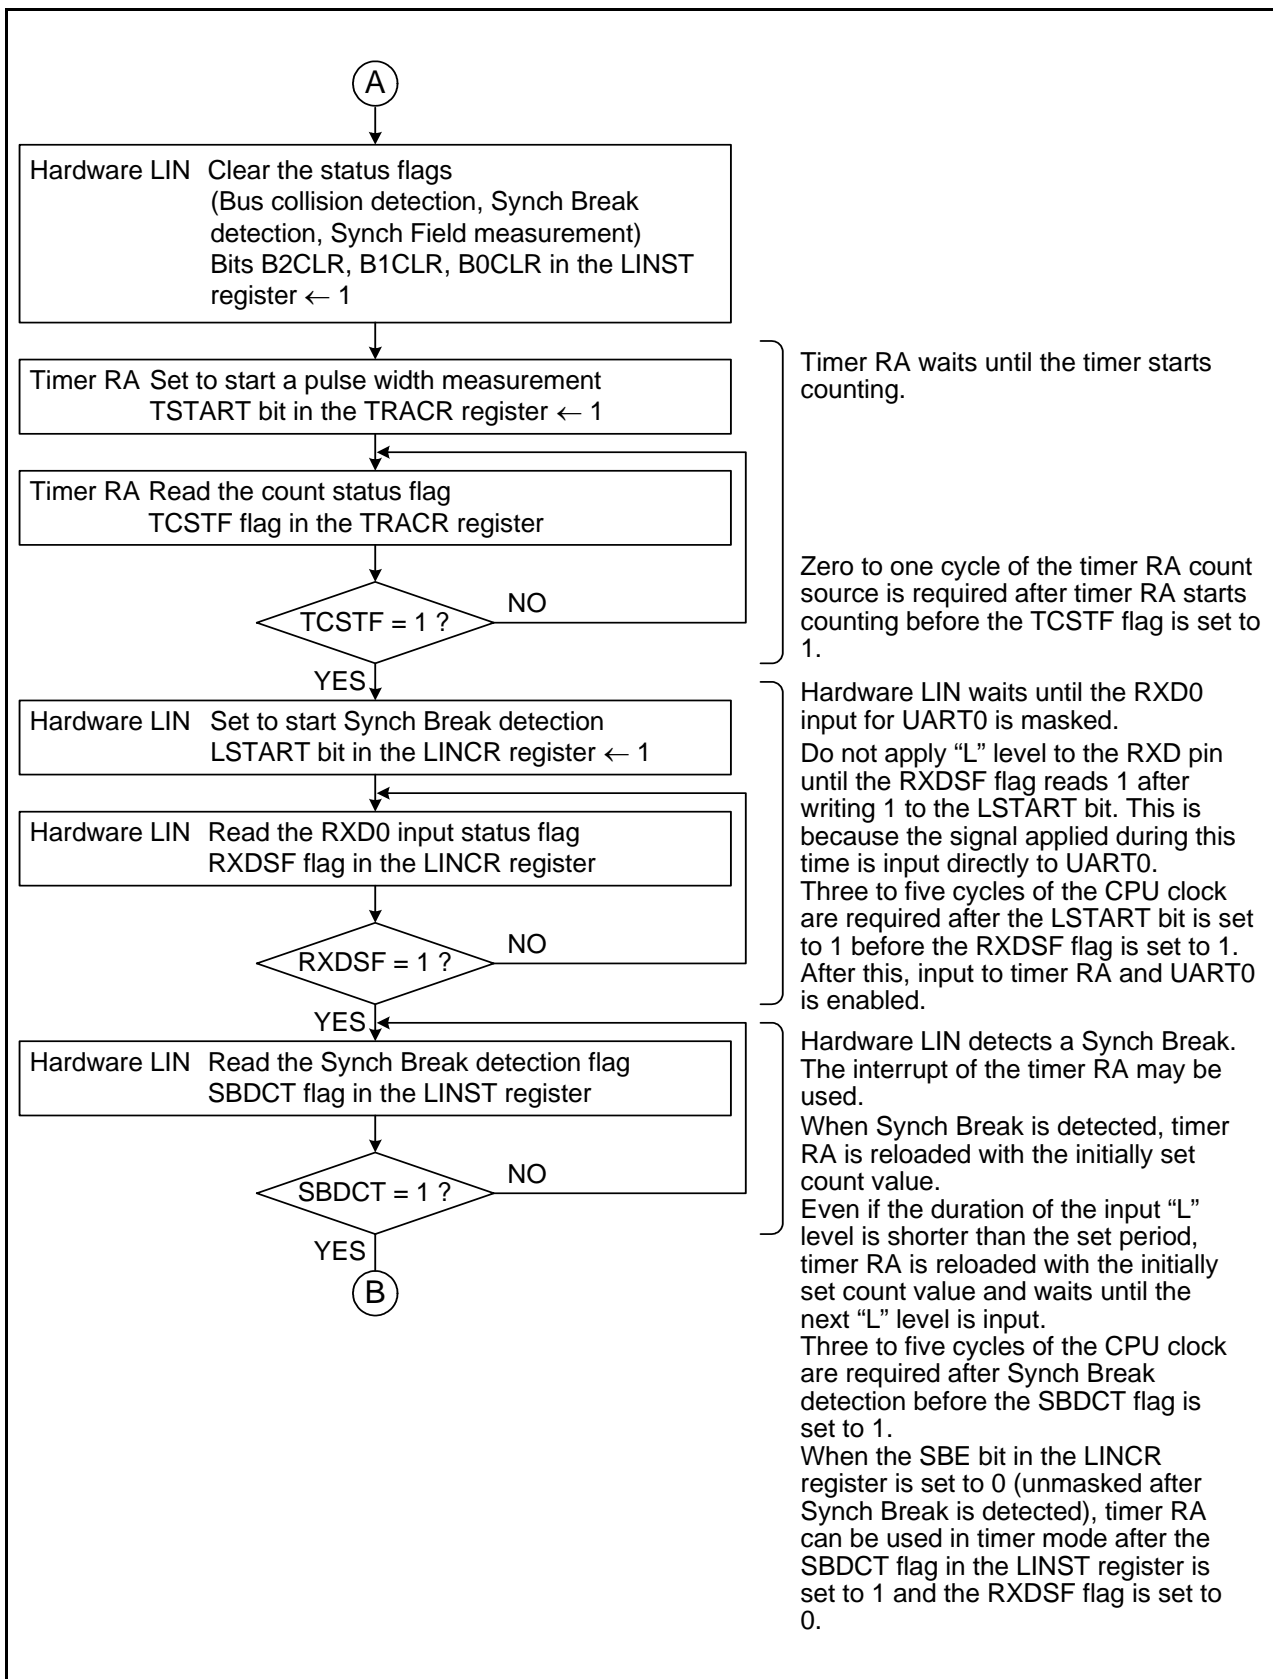 A
Hardware LIN Clear the status flags
(Bus collision detection, Synch Break
detection, Synch Field measurement)
Bits B2CLR, B1CLR, B0CLR in the LINST
register ← 1
Timer RA Set to start a pulse width measurement
TSTART bit in the TRACR register ← 1
Timer RA waits until the timer starts
counting.
Timer RA Read the count status flag
TCSTF flag in the TRACR register
TCSTF = 1 ?
NO
YES
Zero to one cycle of the timer RA count
source is required after timer RA starts
counting before the TCSTF flag is set to
1.
Hardware LIN Set to start Synch Break detection
LSTART bit in the LINCR register ← 1
Hardware LIN Read the RXD0 input status flag
RXDSF flag in the LINCR register
RXDSF = 1 ?
NO
YES
Hardware LIN waits until the RXD0
input for UART0 is masked.
Do not apply “L” level to the RXD pin
until the RXDSF flag reads 1 after
writing 1 to the LSTART bit. This is
because the signal applied during this
time is input directly to UART0.
Three to five cycles of the CPU clock
are required after the LSTART bit is set
to 1 before the RXDSF flag is set to 1.
After this, input to timer RA and UART0
is enabled.
Hardware LIN Read the Synch Break detection flag
SBDCT flag in the LINST register
SBDCT = 1 ?
NO
YES
B
Hardware LIN detects a Synch Break.
The interrupt of the timer RA may be
used.
When Synch Break is detected, timer
RA is reloaded with the initially set
count value.
Even if the duration of the input “L”
level is shorter than the set period,
timer RA is reloaded with the initially
set count value and waits until the
next “L” level is input.
Three to five cycles of the CPU clock
are required after Synch Break
detection before the SBDCT flag is
set to 1.
When the SBE bit in the LINCR
register is set to 0 (unmasked after
Synch Break is detected), timer RA
can be used in timer mode after the
SBDCT flag in the LINST register is
set to 1 and the RXDSF flag is set to
0.